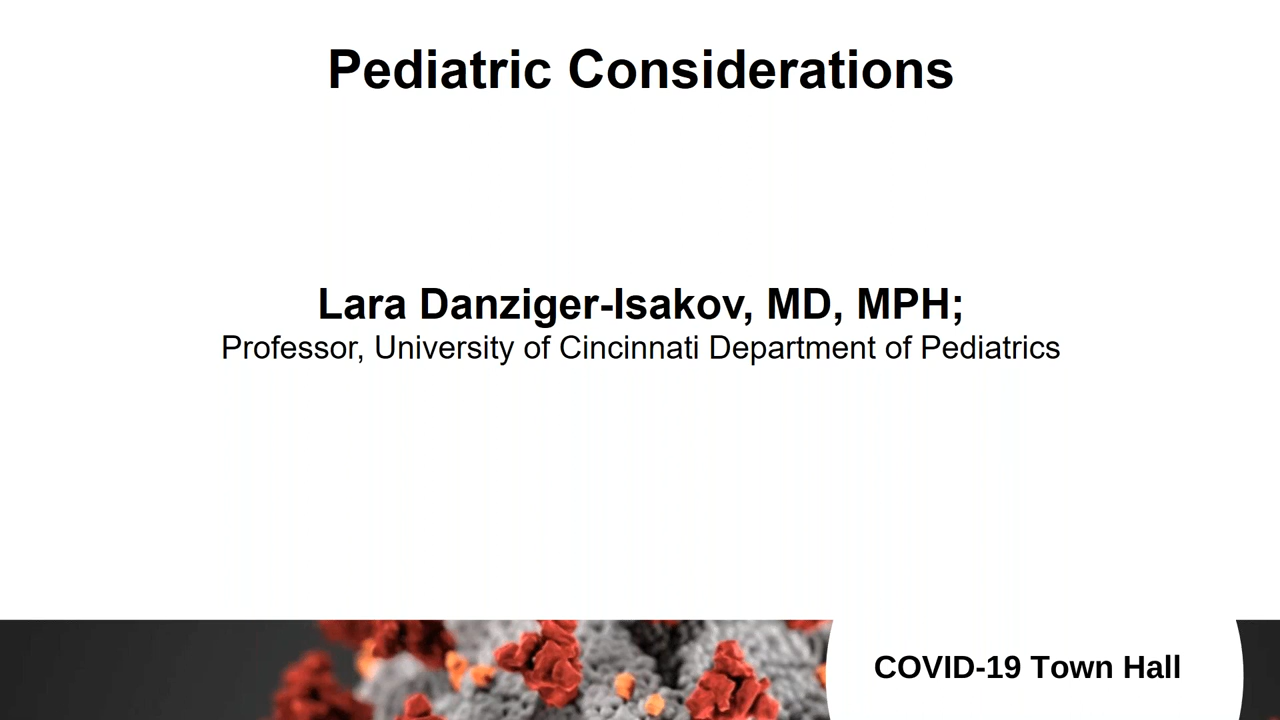 Pediatric Considerations
Lara Danziger-Isakov, MD, MPH;
Professor, University of Cincinnati Department of Pediatrics
COVID-19 Town Hall